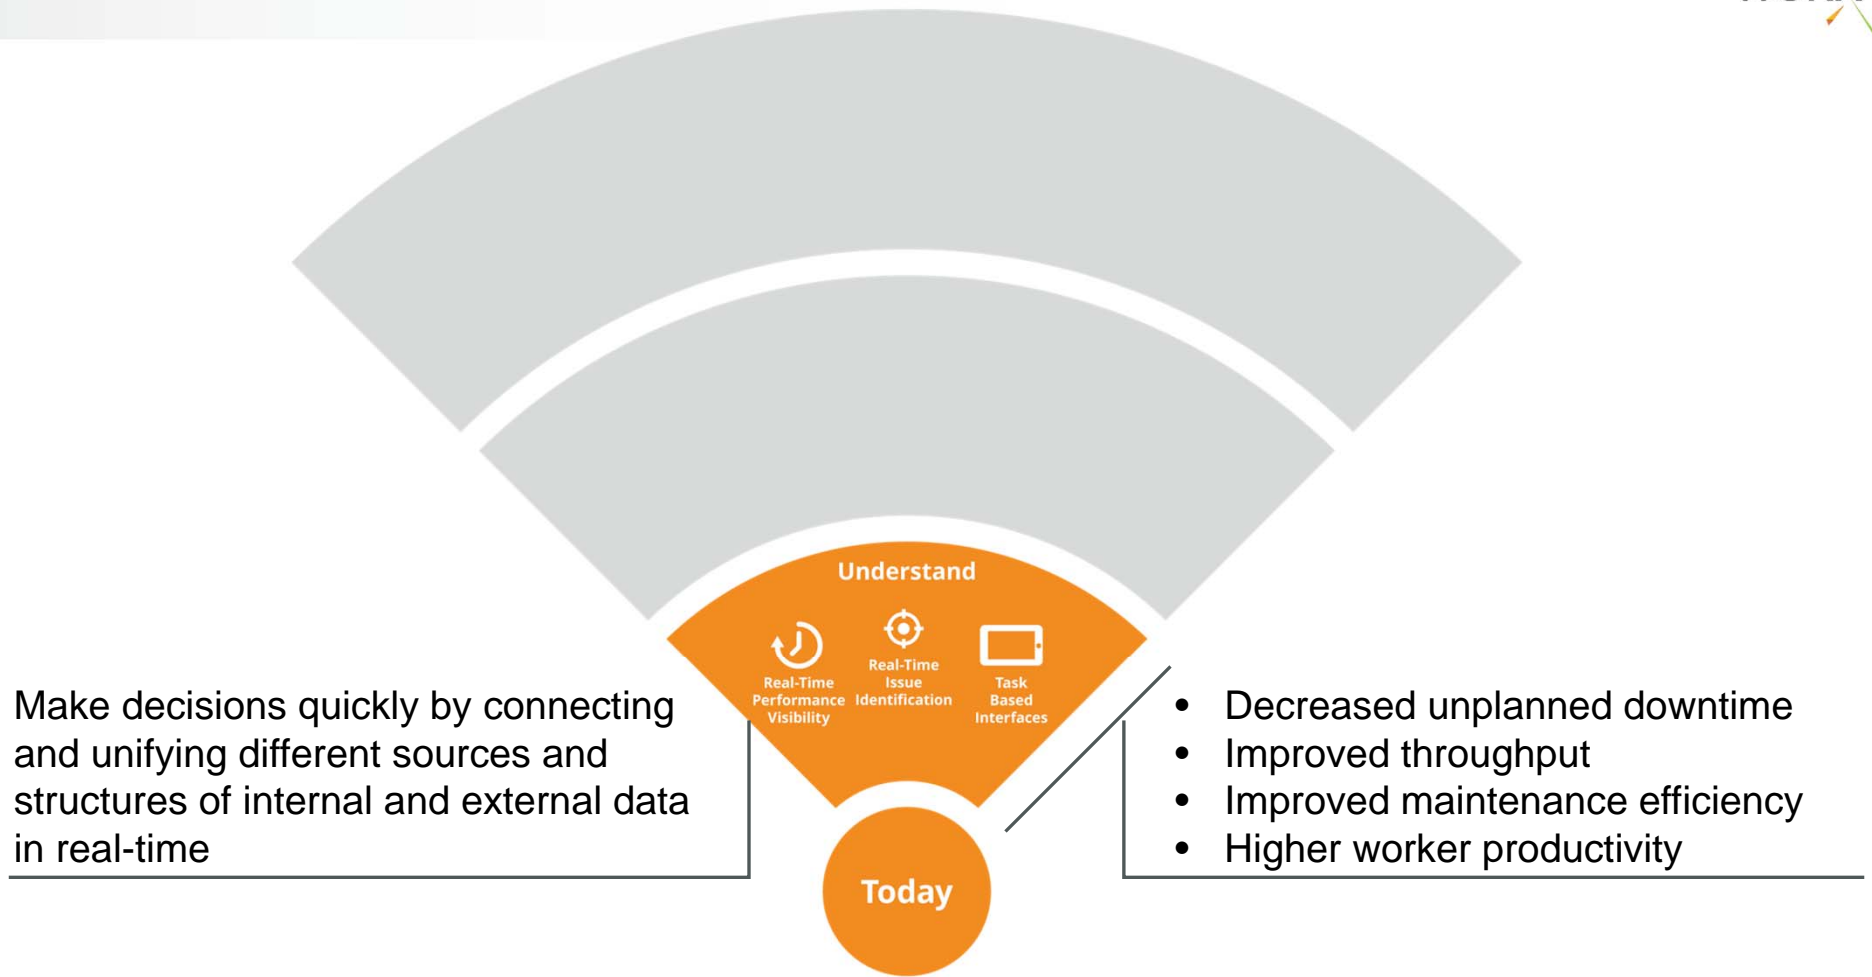 Understand
Real-Time
Performance
Visibility
Real-Time
Issue
Identification
Task
Based
Interfaces
Make decisions quickly by connecting
and unifying different sources and
structures of internal and external data
in real-time
• Decreased unplanned downtime
• Improved throughput
• Improved maintenance efficiency
• Higher worker productivity
Today